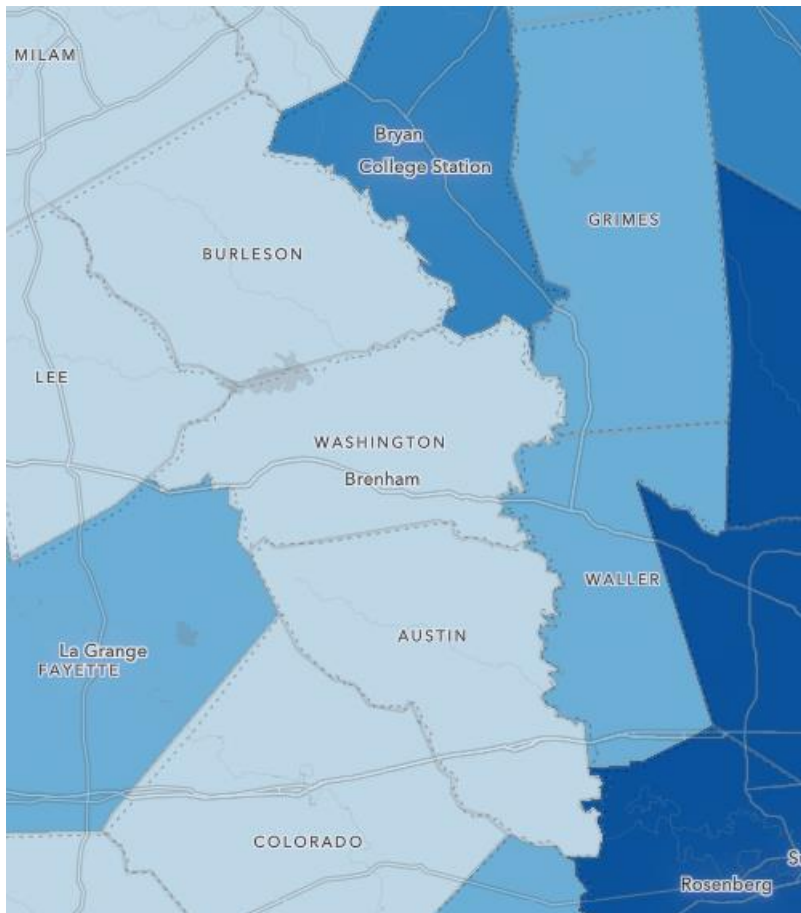 MILAM
Bryan
College Station
GRIMES
BURLESON
LEE
WASHINGTON
Brenham
WALLER
AUSTIN
La Grange
FAYETTE
COLORADO
Rosenberg